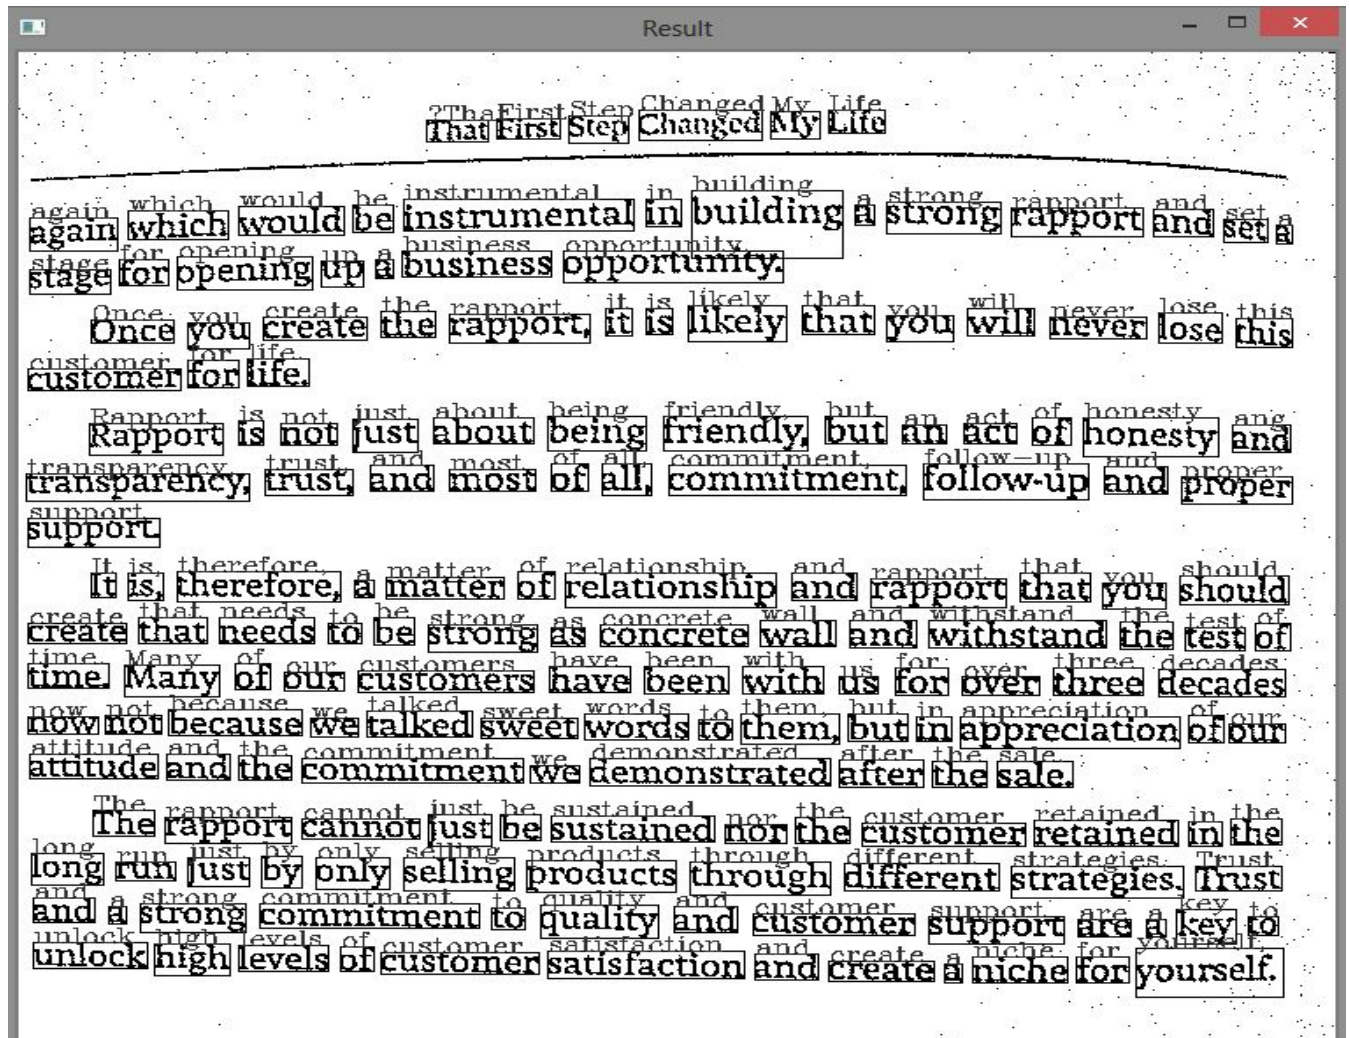 Result
That First Step Changed My Life
again which would be instrumental in building a strong rapport and set a
stage for opening up a business opportunity.
Once you create the rapport, it is likely that you will never lose this
customer for life.
Rapport is not just about being friendly, but an act of honesty and
transparency, trust, and most of all, commitment, follow-up and proper
support.
It is, therefore, a matter of relationship and rapport that you should
create that needs to be strong as concrete wall and withstand the test of
time. Many of our customers have been with us for over three decades
now not because we talked sweet words to them, but in appreciation of our
attitude and the commitment we demonstrated after the sale.
The rapport cannot just be sustained nor the customer retained in the
long run just by only selling products through different strategies. Trust
and a strong commitment to quality and customer support are a key to
unlock high levels of customer satisfaction and create a niche for yourself.